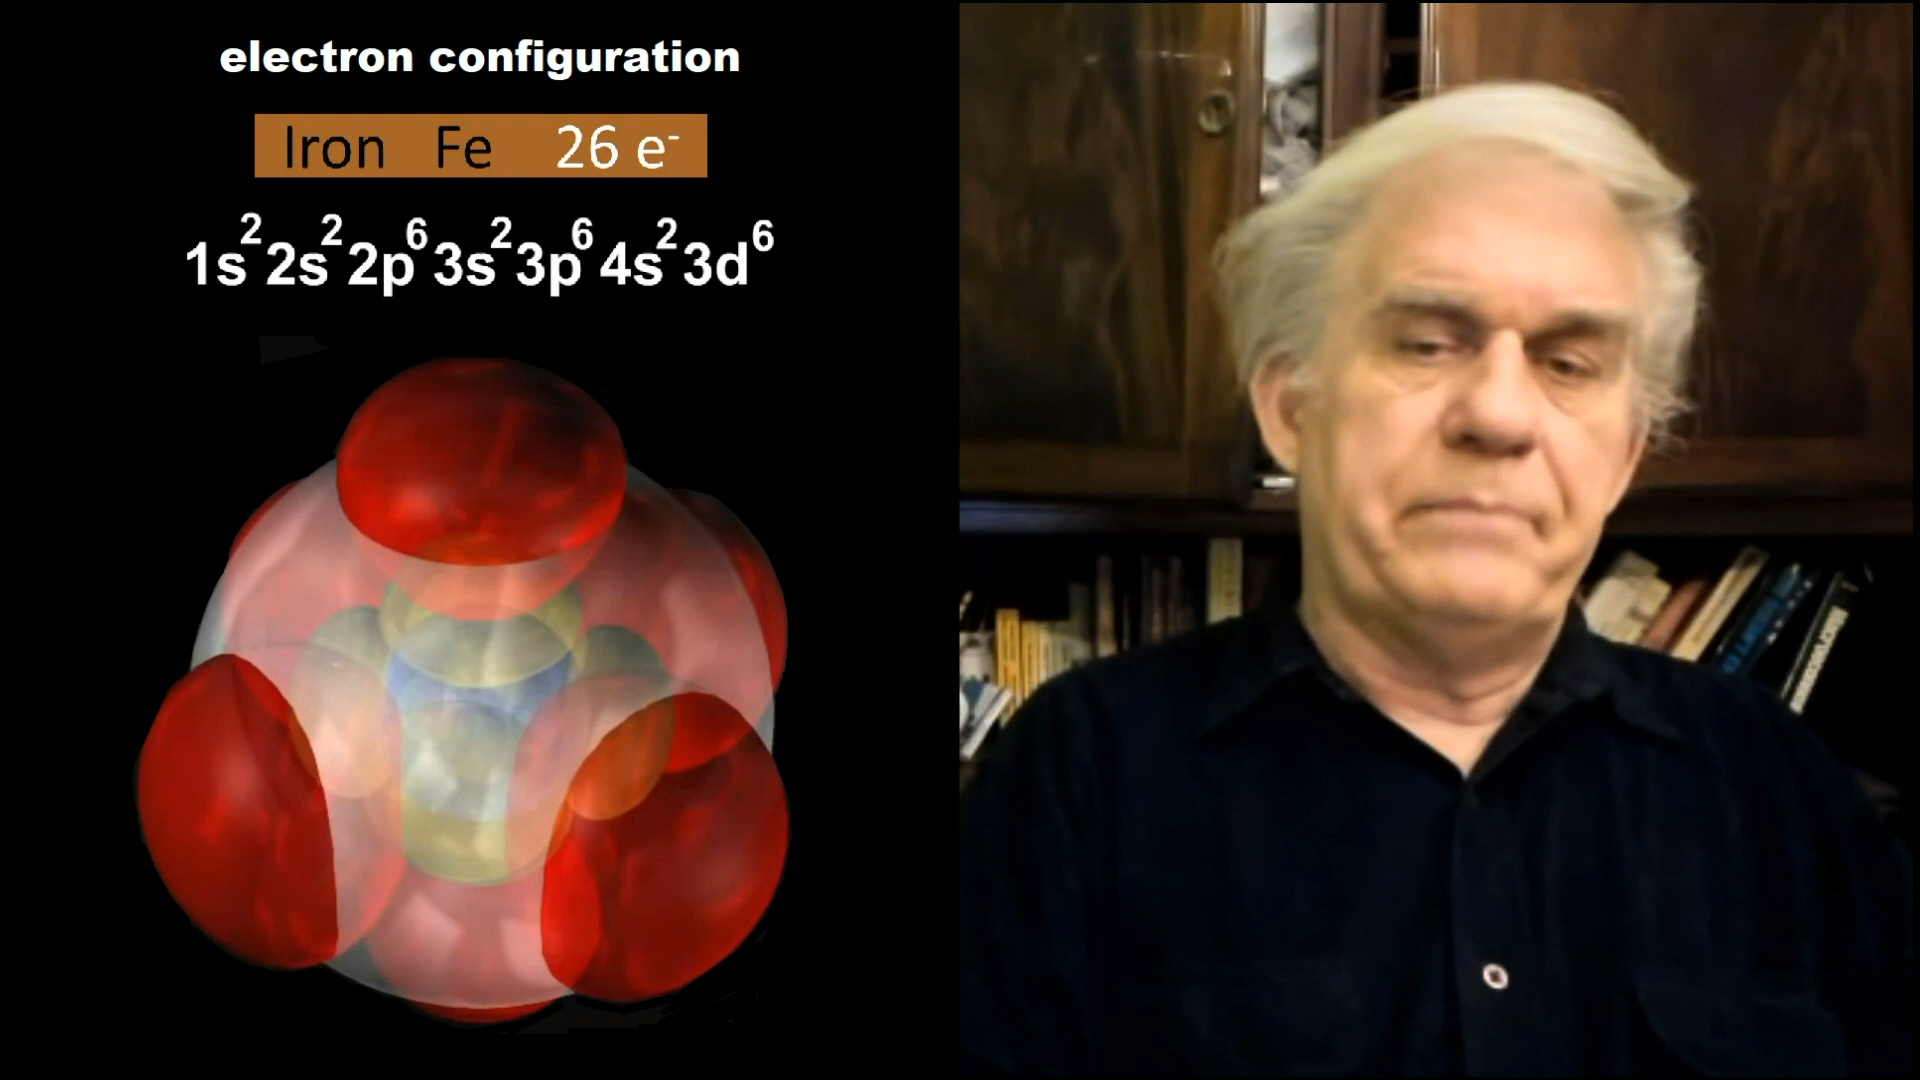 electron configuration
Iron Fe 26 e⁻
1s²2s²2p⁶3s²3p⁶4s²3d⁶